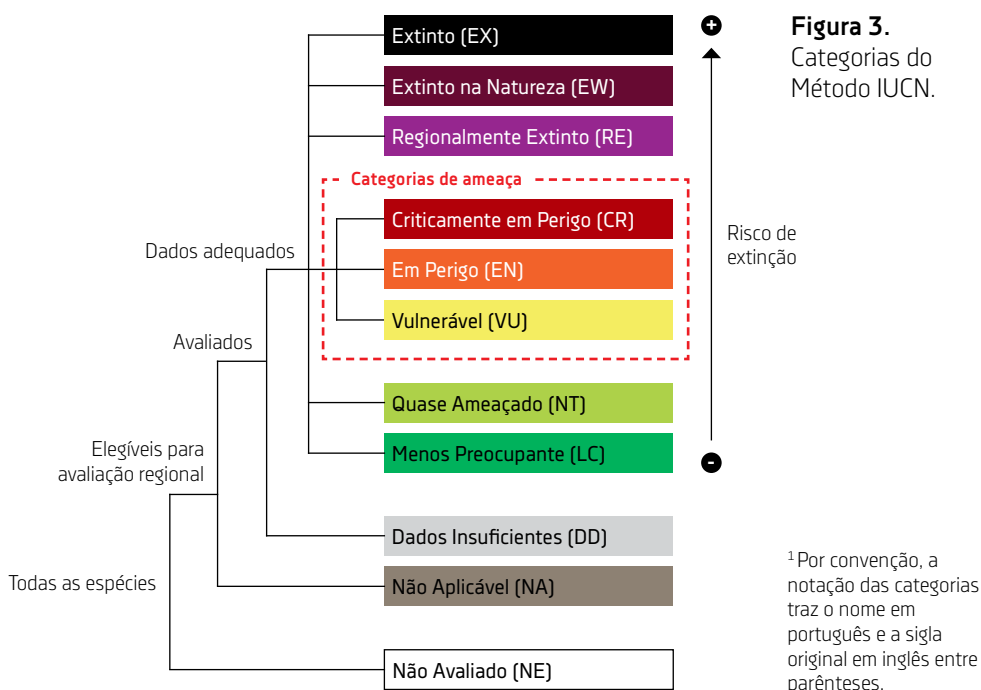 Extinto (EX)
Extinto na Natureza (EW)
Regionalmente Extinto (RE)
Categorias de ameaça
Criticamente em Perigo (CR)
Em Perigo (EN)
Vulnerável (VU)
Quase Ameaçado (NT)
Menos Preocupante (LC)
Dados Insuficientes (DD)
Não Aplicável (NA)
Não Avaliado (NE)
Dados adequados
Avaliados
Elegíveis para
avaliação regional
Todas as espécies
+
Risco de
extinção
-
Figura 3.
Categorias do
Método IUCN.
1 Por convenção, a
notação das categorias
traz o nome em
português e a sigla
original em inglês entre
parênteses.